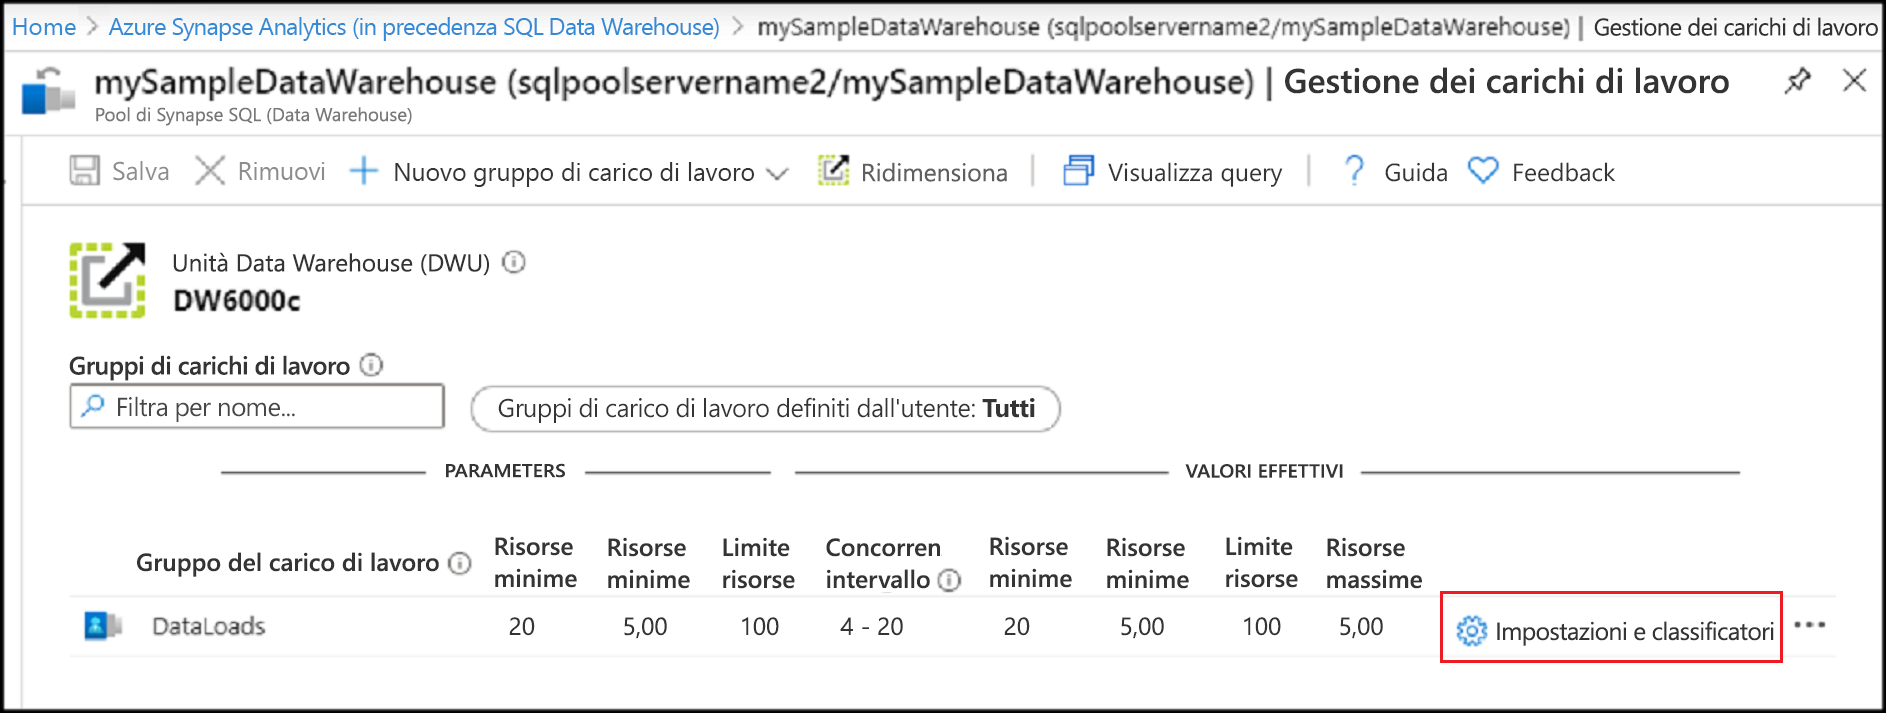 Home > Azure Synapse Analytics (in precedenza SQL Data Warehouse) > mySampleDataWarehouse (sqlpoolservername2/mySampleDataWarehouse) | Gestione dei carichi di lavoro
mySampleDataWarehouse (sqlpoolservername2/mySampleDataWarehouse) | Gestione dei carichi di lavoro
Pool di Synapse SQL (Data Warehouse)
Salva Rimuovi Nuovo gruppo di carico di lavoro Ridimensiona Visualizza query Guida Feedback
Unità Data Warehouse (DWU)
DW6000c
Gruppi di carichi di lavoro
Filtra per nome... Gruppi di carico di lavoro definiti dall'utente: Tutti
PARAMETERS VALORI EFFETTIVI
Gruppo del carico di lavoro Risorse minime Risorse minime Limite risorse Concorren intervallo Risorse minime Risorse minime Limite risorse Risorse massime
DataLoads 20 5,00 100 4 - 20 20 5,00 100 5,00 Impostazioni e classificatori